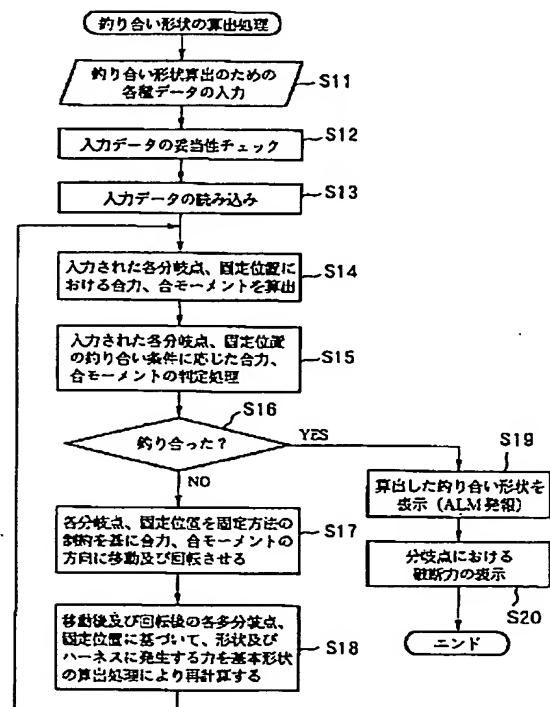 釣り合い形状の算出処理
釣り合い形状算出のための
各種データの入力
S11
S12
入力データの妥当性チェック
S13
入力データの読み込み
S14
入力された各分岐点、固定位置に
おける合力、合モーメントを算出
入力された各分岐点、固定位置
の釣り合い条件に応じた合力、
合モーメントの判定処理
S15
S16
釣り合った?
YES
NO
S19
算出した釣り合い形状を
表示(ALM発報)
各分岐点、固定位置を固定方法の
制約を基に合力、合モーメントの
方向に移動及び回転させる
S17
分岐点における
破断力の表示
S20
移動後及び回転後の各多分岐点、
固定位置に基づいて、形状及び
ハーネスに発生する力を基本形状
の算出処理により再計算する
S18
エンド